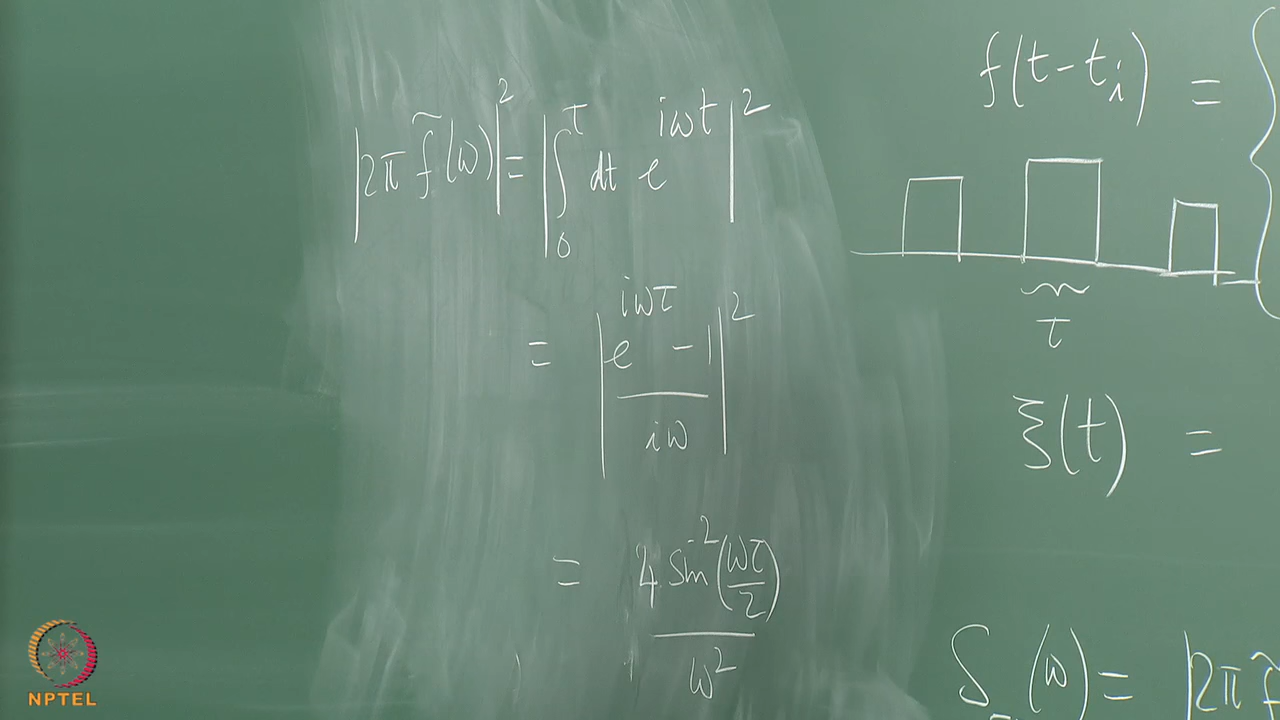 |2π f̃(ω)|² = |∫₀^τ dt e^{iωt}|²
= |(e^{iωτ} - 1)/(iω)|²
= 4 sin²(ωτ/2)/ω²
f(t-tᵢ) = {
τ
ξ(t) =
(ω) = |2π f̃
NPTEL